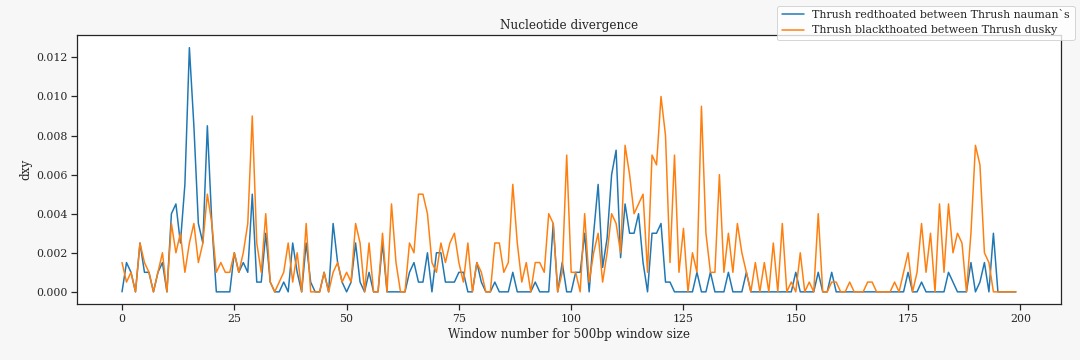 Nucleotide divergence
Thrush redthoated between Thrush nauman`s
Thrush blackthoated between Thrush dusky
dxy
0.012
0.010
0.008
0.006
0.004
0.002
0.000
0 25 50 75 100 125 150 175 200
Window number for 500bp window size